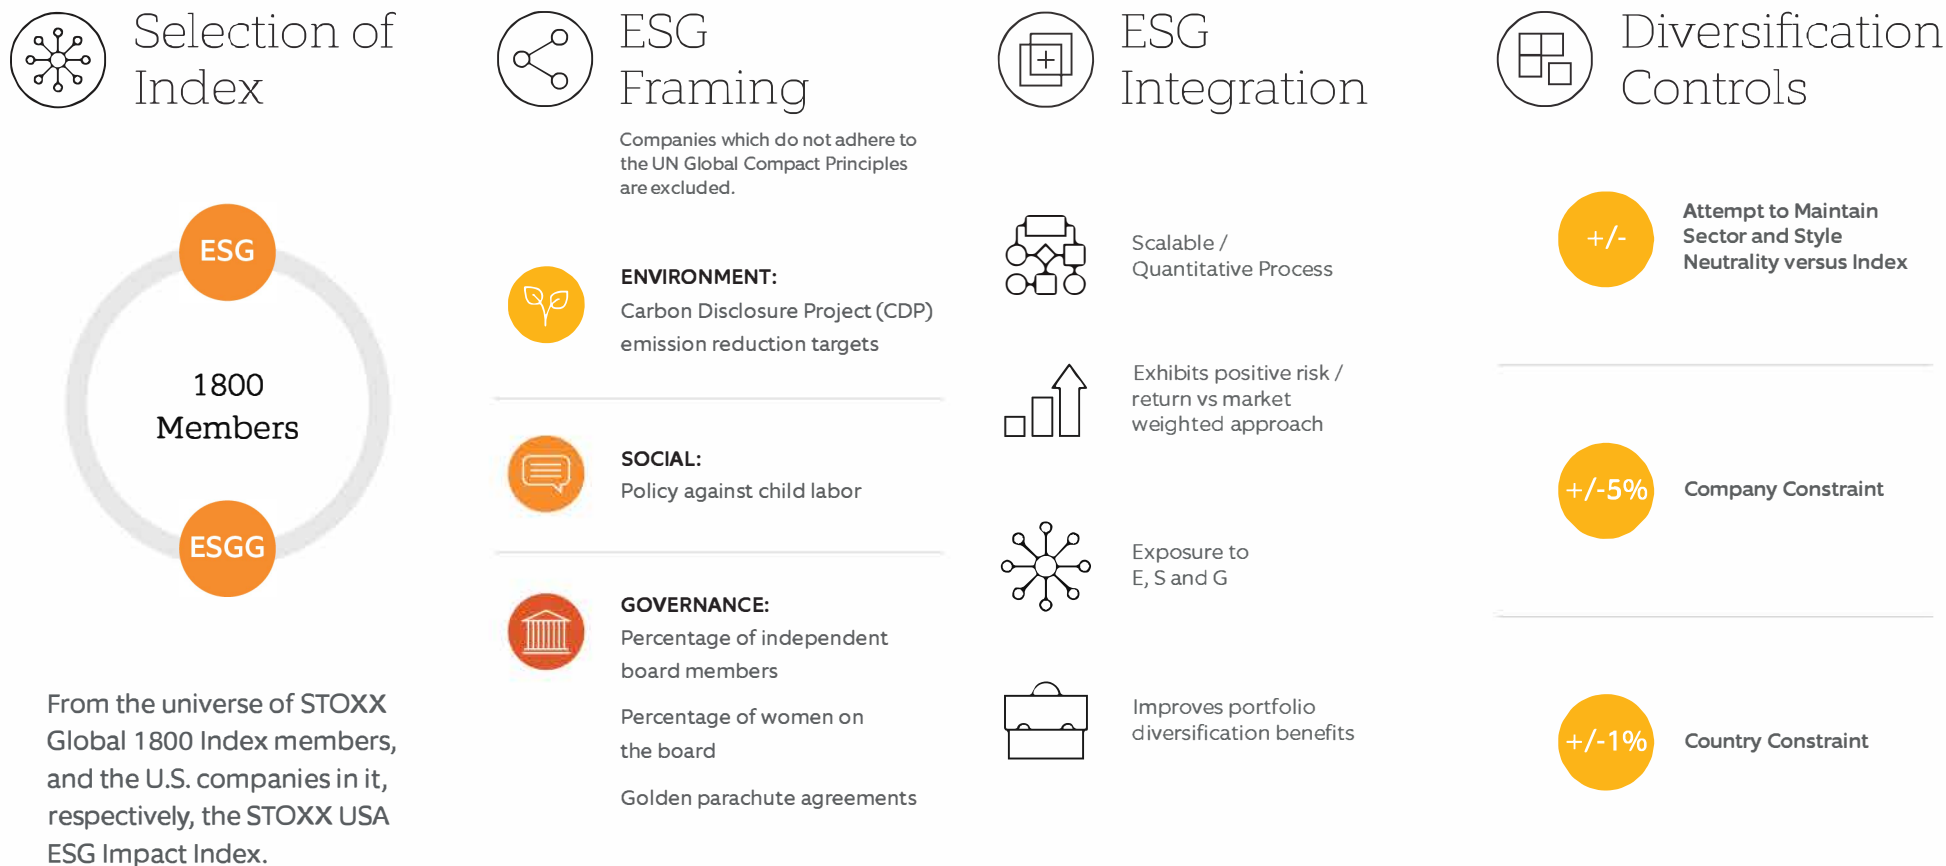 Selection of
Index
ESG
1800
Members
ESGG
From the universe of STOXX
Global 1800 Index members,
and the U.S. companies in it,
respectively, the STOXX USA
ESG Impact Index.
ESG
Framing
Companies which do not adhere to
the UN Global Compact Principles
are excluded.
ENVIRONMENT:
Carbon Disclosure Project (CDP)
emission reduction targets
SOCIAL:
Policy against child labor
GOVERNANCE:
Percentage of independent
board members
Percentage of women on
the board
Golden parachute agreements
ESG
Integration
Scalable /
Quantitative Process
Exhibits positive risk /
return vs market
weighted approach
Exposure to
E, S and G
Improves portfolio
diversification benefits
Diversification
Controls
+/-
Attempt to Maintain
Sector and Style
Neutrality versus Index
+/-5%
Company Constraint
+/-1%
Country Constraint